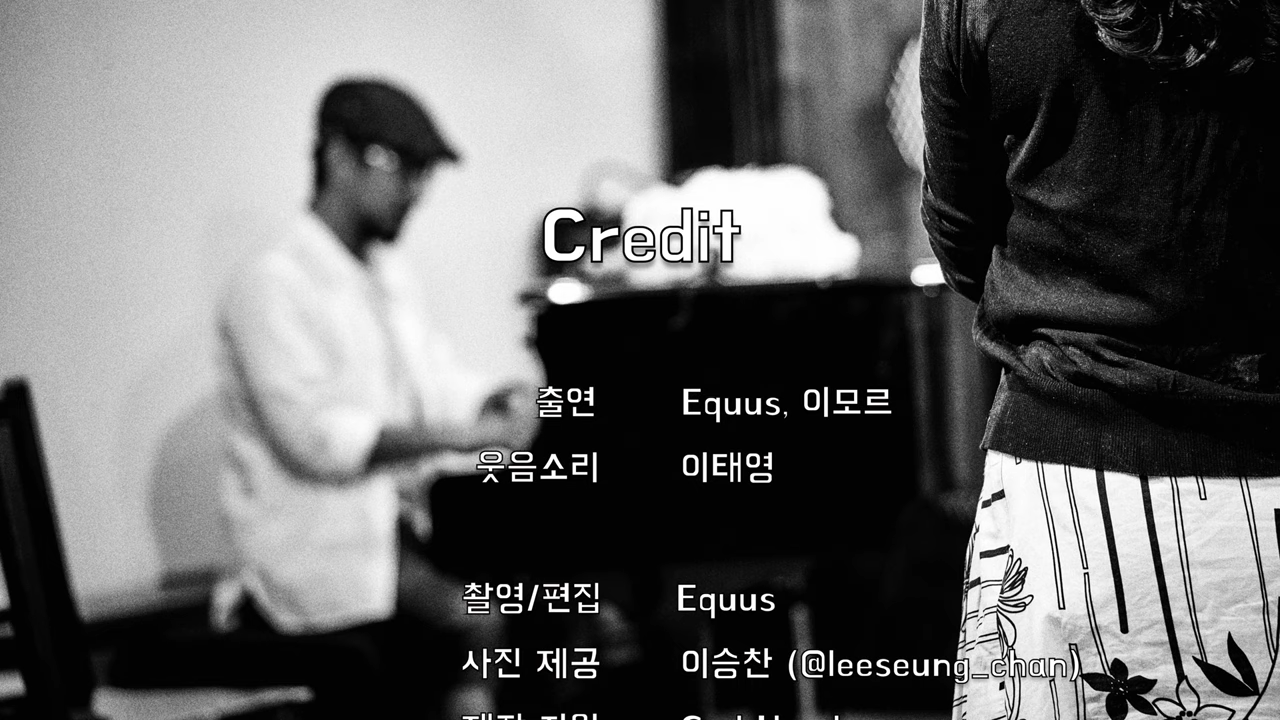 Credit
출연 Equus, 이모르
웃음소리 이태영
촬영/편집 Equus
사진 제공 이승찬 (@leeseung_chan)